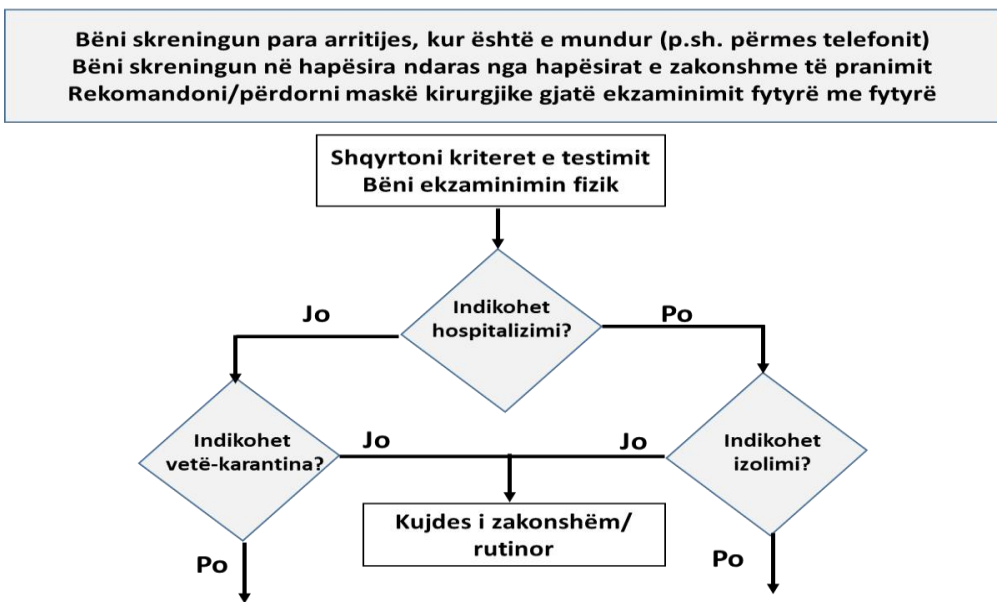 Bëni skreningun para arritijes, kur është e mundur (p.sh. përmes telefonit)
Bëni skreningun në hapësira ndaras nga hapësirat e zakonshme të pranimit
Rekomandoni/përdorni maskë kirurgjike gjatë ekzaminimit fytyrë me fytyrë
Shqyrtoni kriteret e testimit
Bëni ekzaminimin fizik
Indikohet
hospitalizimi?
Jo
Po
Indikohet
vetë-karantina?
Jo
Jo
Indikohet
izolimi?
Kujdes i zakonshëm/
rutinor
Po
Po